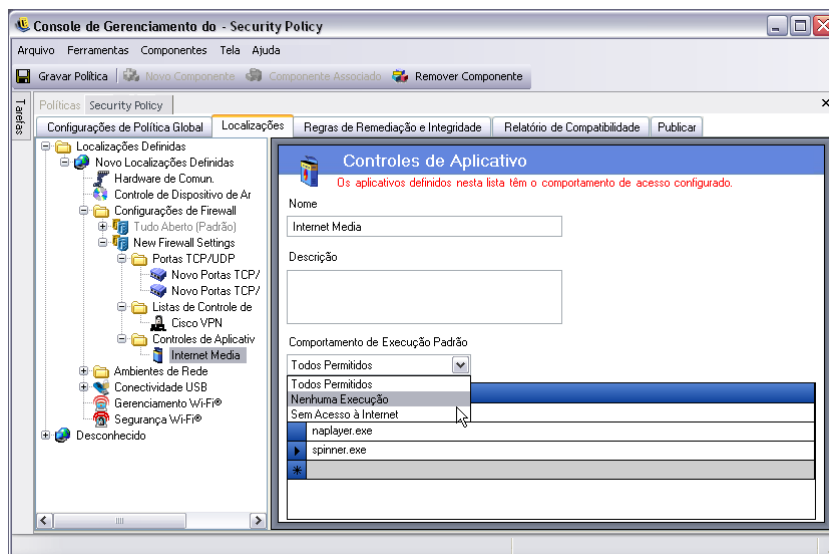 Console de Gerenciamento do - Security Policy
Arquivo Ferramentas Componentes Tela Ajuda
Gravar Política Novo Componente Componente Associado Remover Componente
Tarefas
Políticas Security Policy
Configurações de Política Global Localizações Regras de Remediação e Integridade Relatório de Compatibilidade Publicar
Localizações Definidas
Novo Localizações Definidas
Hardware de Comun.
Controle de Dispositivo de Ar
Configurações de Firewall
Tudo Aberto (Padrão)
New Firewall Settings
Portas TCP/UDP
Novo Portas TCP/
Novo Portas TCP/
Listas de Controle de
Cisco VPN
Controles de Aplicativ
Internet Media
Ambientes de Rede
Conectividade USB
Gerenciamento Wi-Fi®
Segurança Wi-Fi®
Desconhecido
Controles de Aplicativo
Os aplicativos definidos nesta lista têm o comportamento de acesso configurado.
Nome
Internet Media
Descrição
Comportamento de Execução Padrão
Todos Permitidos
Todos Permitidos
Nenhuma Execução
Sem Acesso à Internet
naplayer.exe
spinner.exe